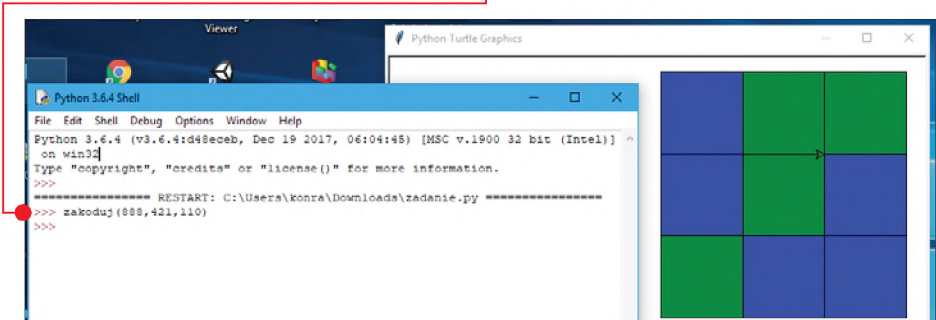 Viewer
Python Turtle Graphics
Python 3.6.4 Shell
File Edit Shell Debug Options Window Help
Python 3.6.4 (v3.6.4:d48eceb, Dec 19 2017, 06:04:45) [MSC v.1900 32 bit (Intel)]
on win32
Type "copyright", "credits" or "license()" for more information.
>>>
================ RESTART: C:\Users\konra\Downloads\zadanie.py ================
>>> zakoduj(888,421,110)
>>>